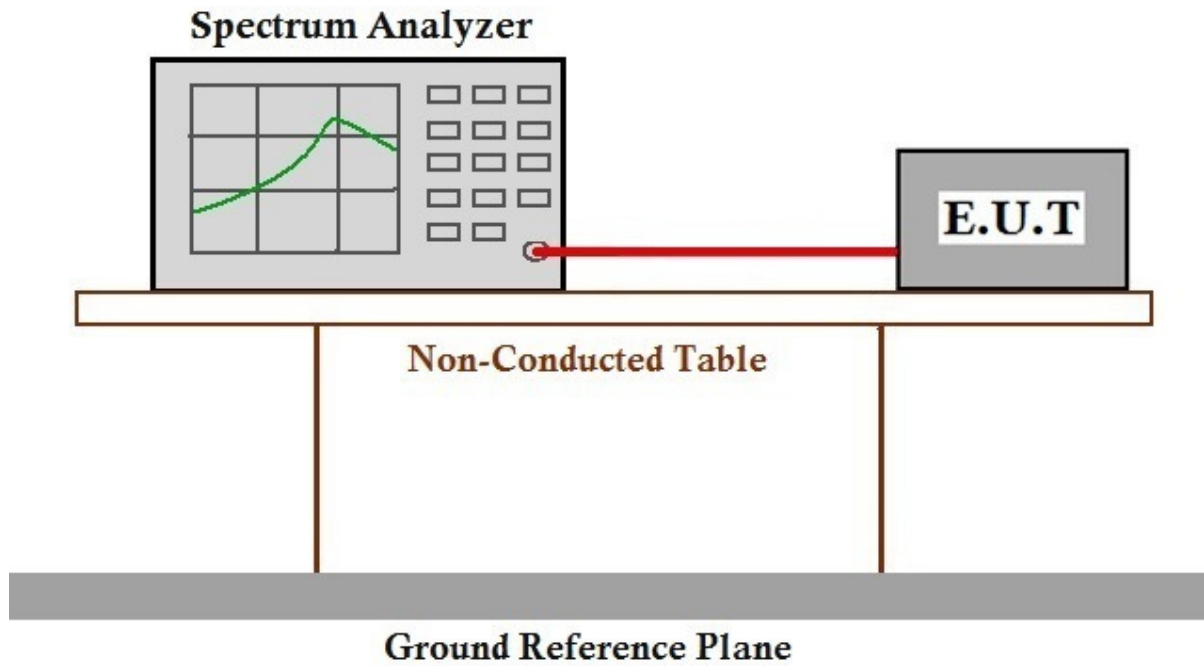 Spectrum Analyzer
E.U.T
Non-Conducted Table
Ground Reference Plane